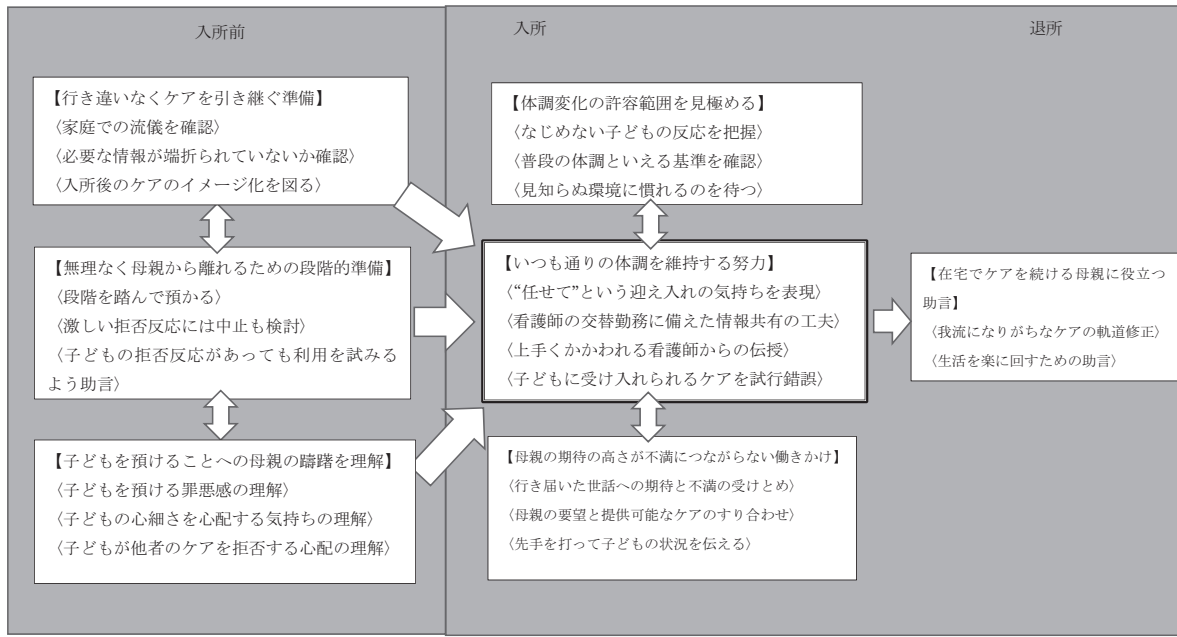 入所前
【行き違いなくケアを引き継ぐ準備】
〈家庭での流儀を確認〉
〈必要な情報が端折られていないか確認〉
〈入所後のケアのイメージ化を図る〉
【無理なく母親から離れるための段階的準備】
〈段階を踏んで預かる〉
〈激しい拒否反応には中止も検討〉
〈子どもの拒否反応があっても利用を試みる
よう助言〉
【子どもを預けることへの母親の躊躇を理解】
〈子どもを預ける罪悪感の理解〉
〈子どもの心細さを心配する気持ちの理解〉
〈子どもが他者のケアを拒否する心配の理解〉
入所
【体調変化の許容範囲を見極める】
〈なじめない子どもの反応を把握〉
〈普段の体調といえる基準を確認〉
〈見知らぬ環境に慣れるのを待つ〉
【いつも通りの体調を維持する努力】
〈“任せて”という迎え入れの気持ちを表現〉
〈看護師の交替勤務に備えた情報共有の工夫〉
〈上手くかかわれる看護師からの伝授〉
〈子どもに受け入れられるケアを試行錯誤〉
【母親の期待の高さが不満につながらない働きかけ】
〈行き届いた世話への期待と不満の受けとめ〉
〈母親の要望と提供可能なケアのすり合わせ〉
〈先手を打って子どもの状況を伝える〉
退所
【在宅でケアを続ける母親に役立つ
助言】
〈我流になりがちなケアの軌道修正〉
〈生活を楽に回すための助言〉